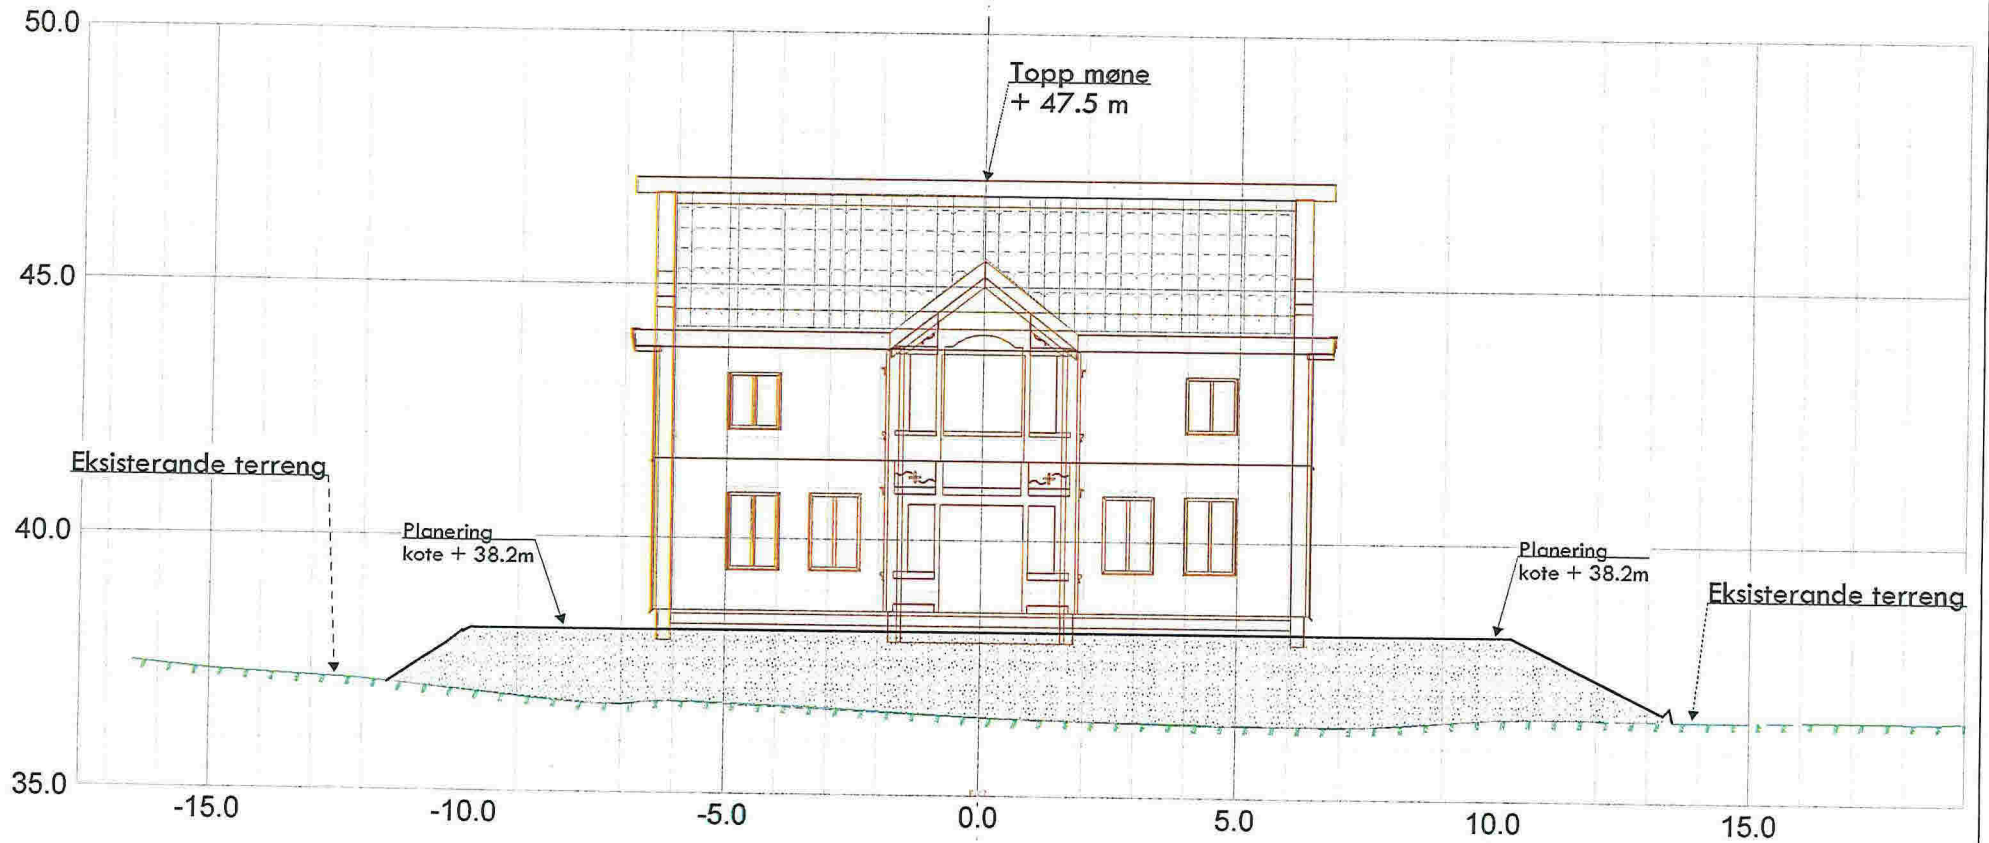 50.0
Topp møne
+ 47.5 m
45.0
Eksisterande terreng
40.0
Planering
kote + 38.2m
Planering
kote + 38.2m
Eksisterande terreng
35.0
-15.0 -10.0 -5.0 0.0 5.0 10.0 15.0